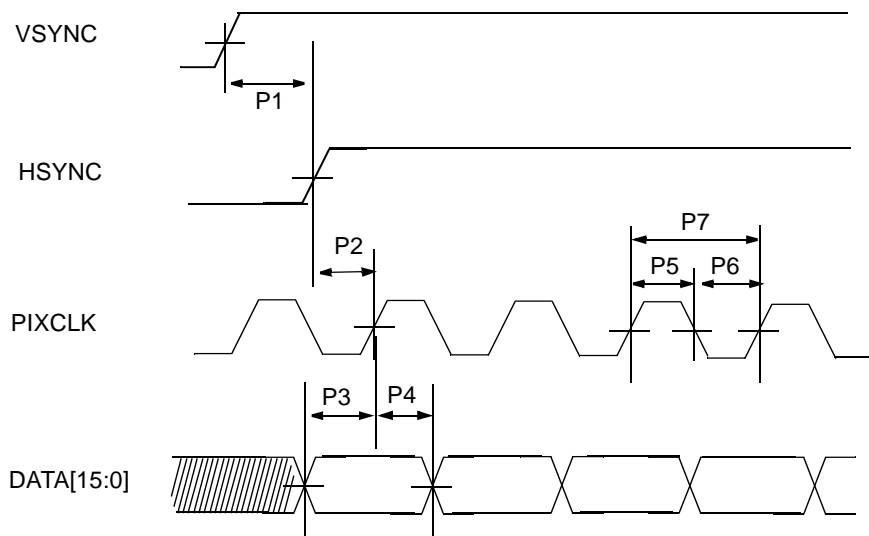 VSYNC
P1
HSYNC
P2
P7
P5 P6
PIXCLK
P3 P4
DATA[15:0]